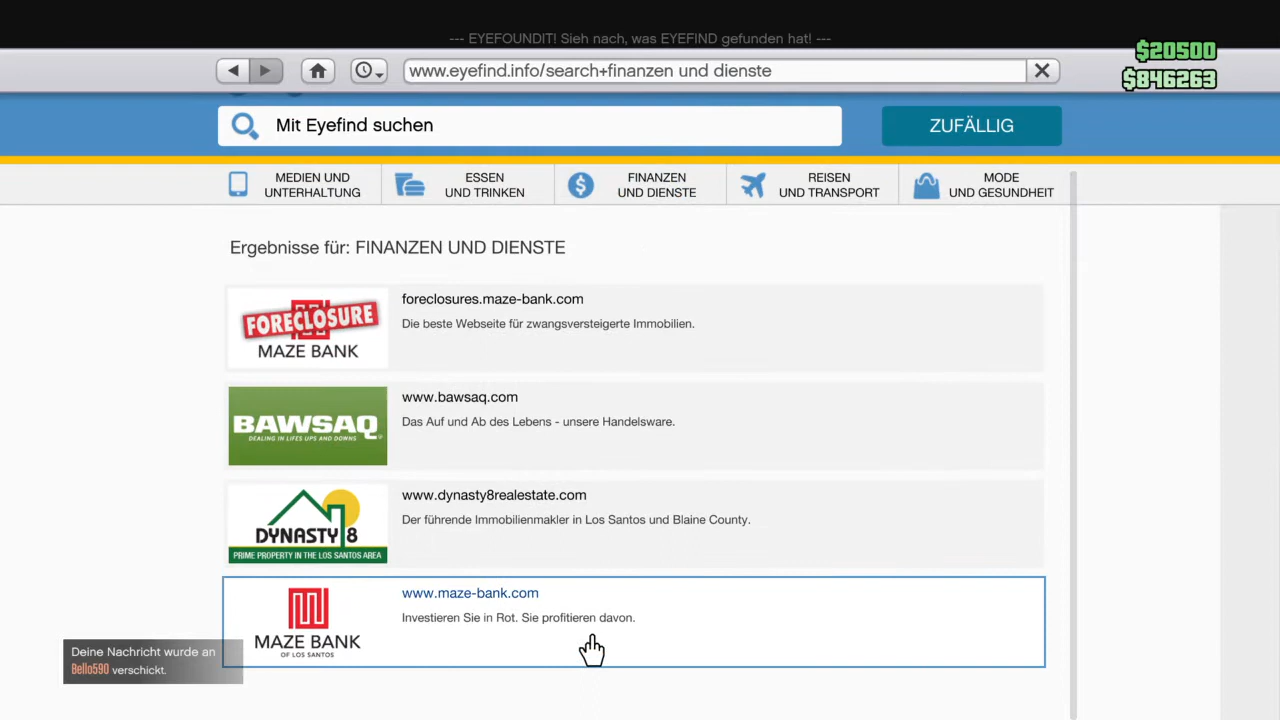 --- EYEFOUNDIT! Sieh nach, was EYEFIND gefunden hat! ---
$20500
www.eyefind.info/search+finanzen und dienste
$846263
Mit Eyefind suchen
ZUFÄLLIG
MEDIEN UND
UNTERHALTUNG
ESSEN
UND TRINKEN
FINANZEN
UND DIENSTE
REISEN
UND TRANSPORT
MODE
UND GESUNDHEIT
Ergebnisse für: FINANZEN UND DIENSTE
FORECLOSURE
MAZE BANK
foreclosures.maze-bank.com
Die beste Webseite für zwangsversteigerte Immobilien.
BAWSAQ
DEALING IN LIFES UPS AND DOWNS
www.bawsaq.com
Das Auf und Ab des Lebens - unsere Handelsware.
DYNASTY 8
PRIME PROPERTY IN THE LOS SANTOS AREA
www.dynasty8realestate.com
Der führende Immobilienmakler in Los Santos und Blaine County.
MAZE BANK
OF LOS SANTOS
www.maze-bank.com
Investieren Sie in Rot. Sie profitieren davon.
Deine Nachricht wurde an
Bello590 verschickt.